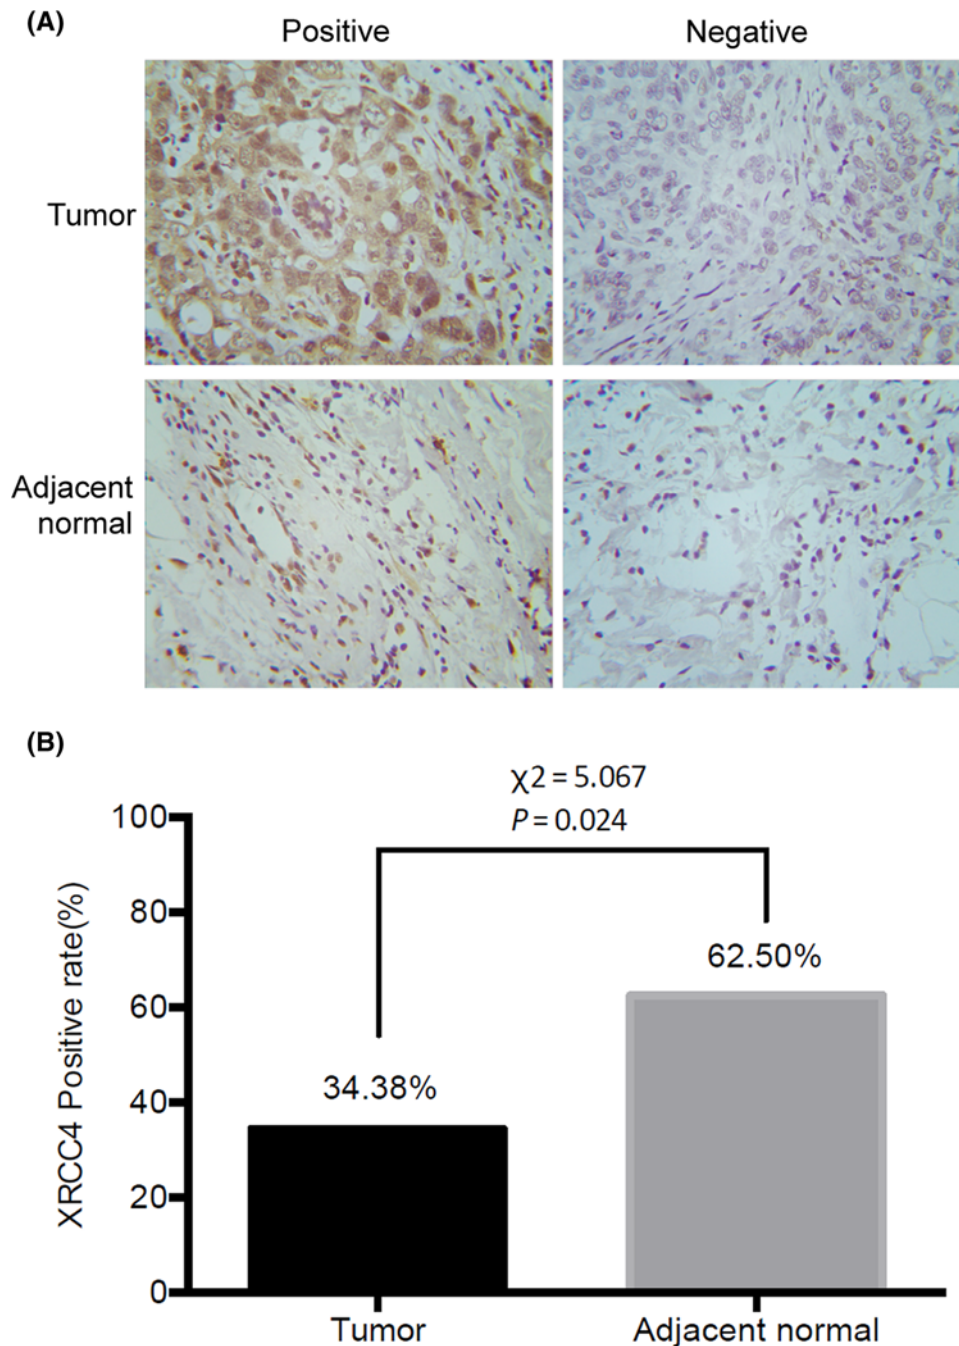 (A)
Positive
Negative
Tumor
Adjacent
normal
(B)
χ2 = 5.067
P = 0.024
XRCC4 Positive rate(%)
100
80
60
40
20
0
34.38%
62.50%
Tumor
Adjacent normal